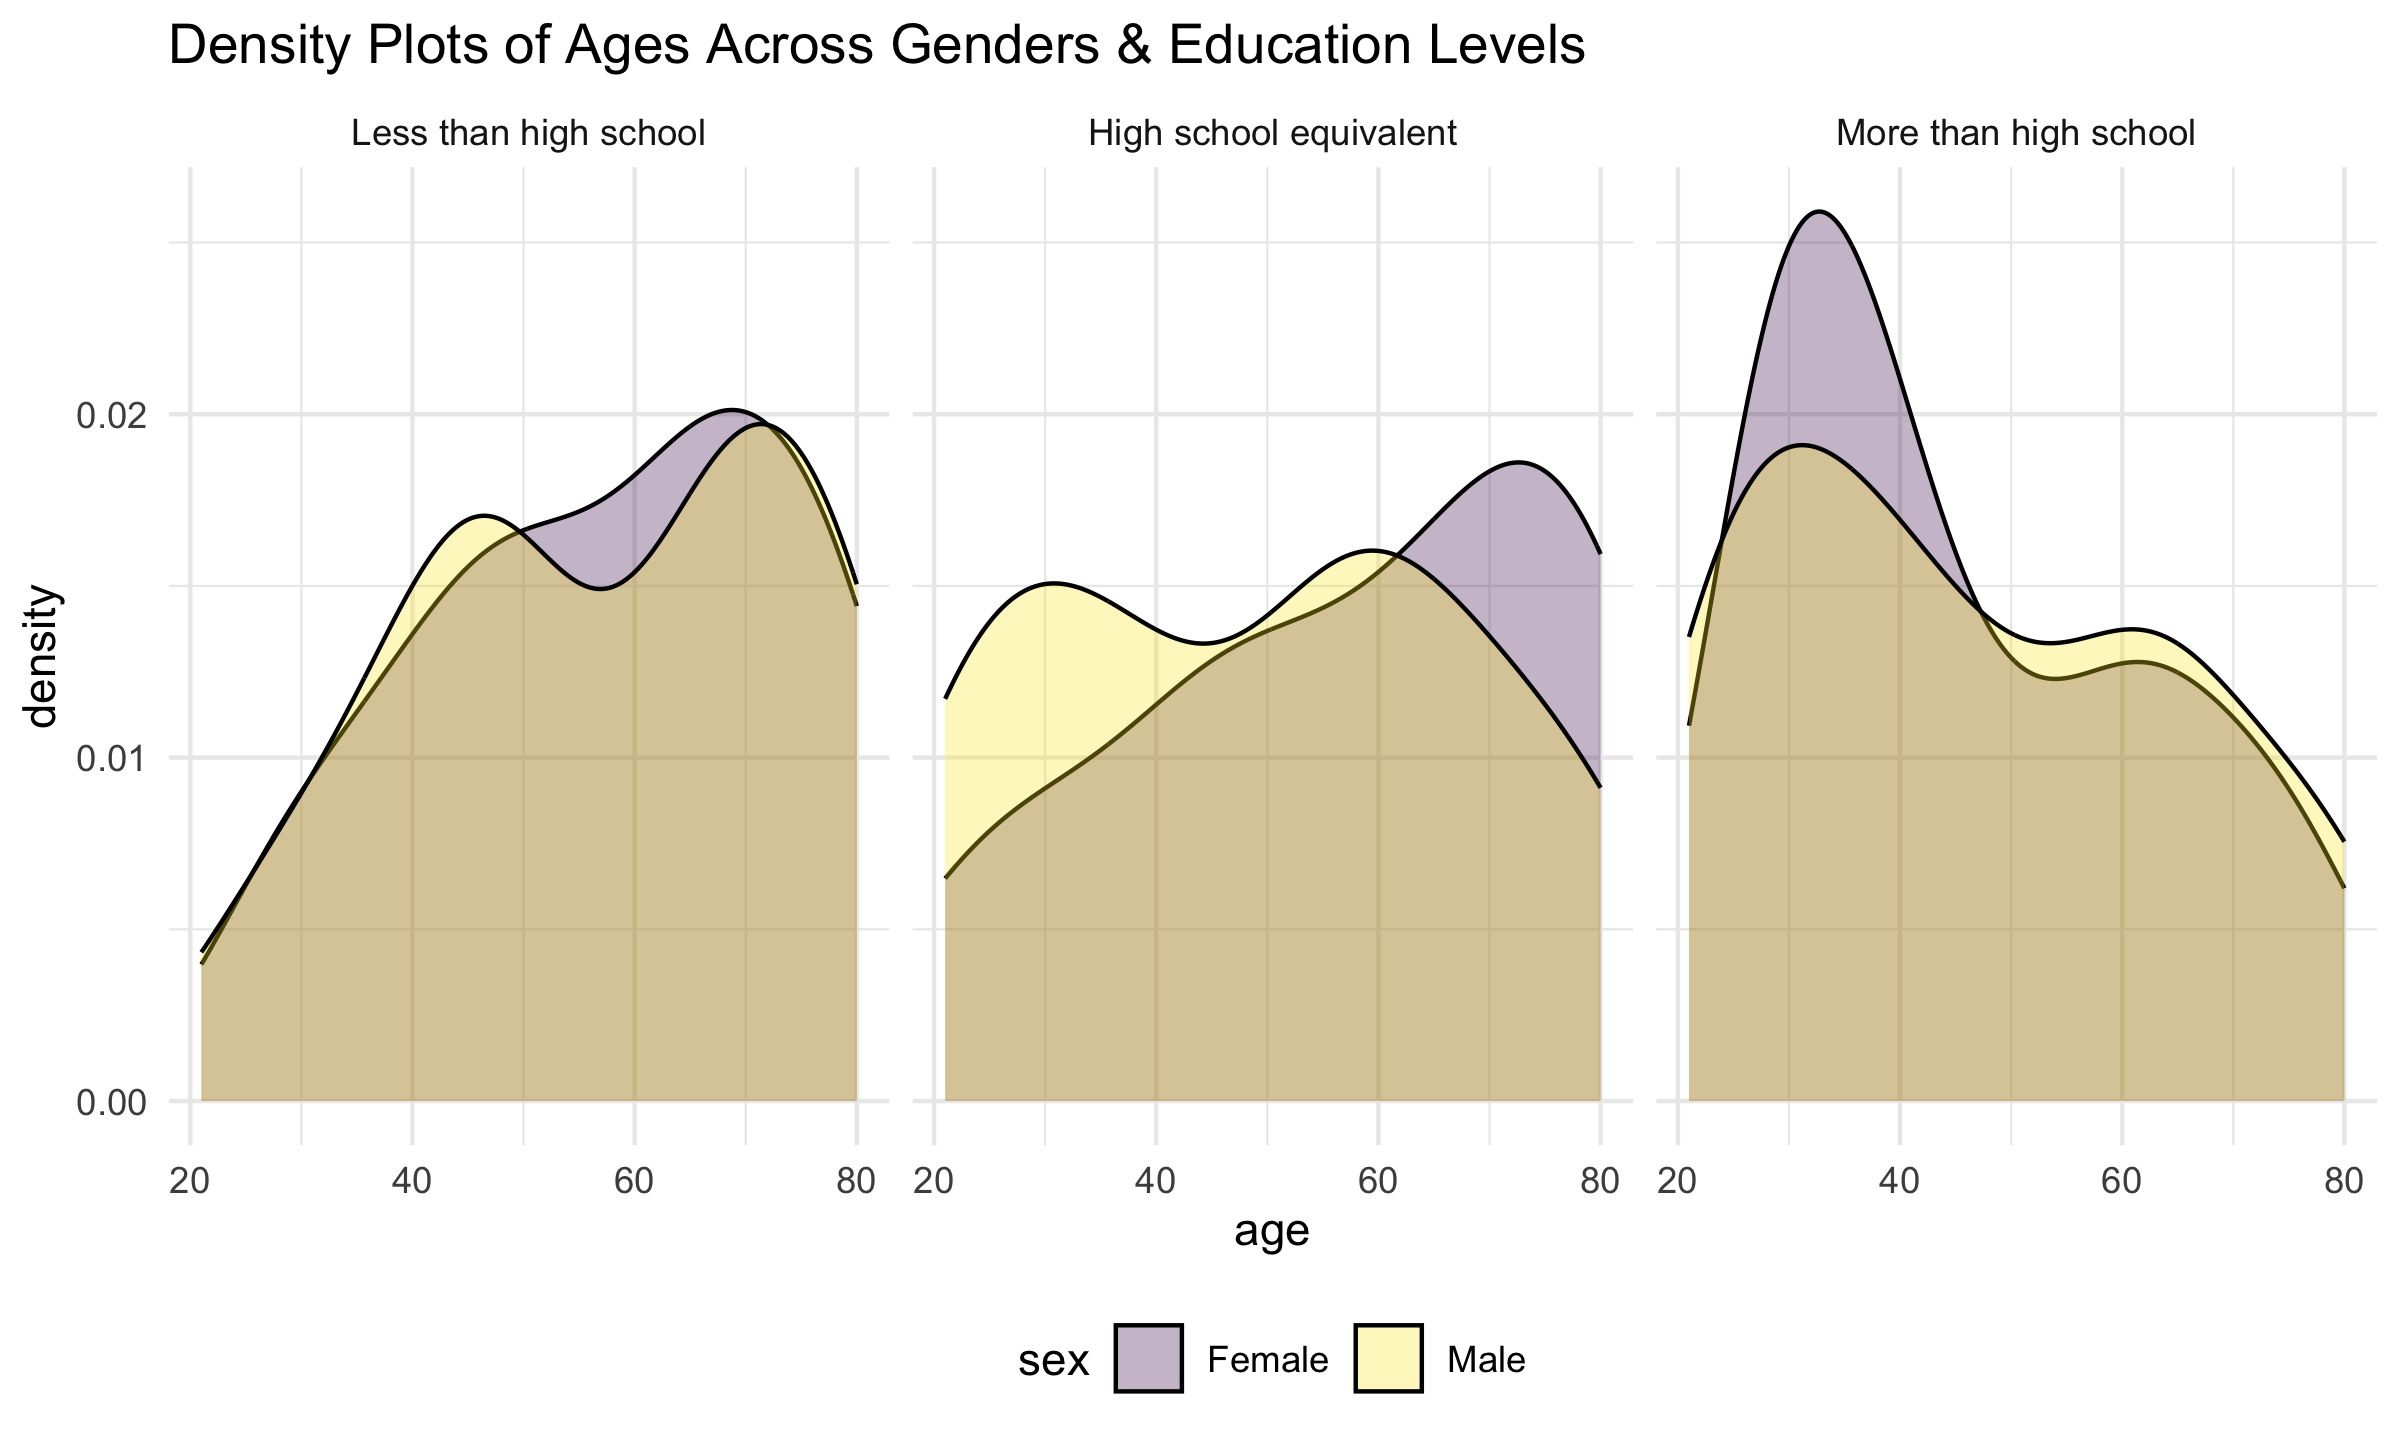 Density Plots of Ages Across Genders & Education Levels
Less than high school
High school equivalent
More than high school
density
0.02
0.01
0.00
20 40 60 80
20 40 60 80
20 40 60 80
age
sex Female Male